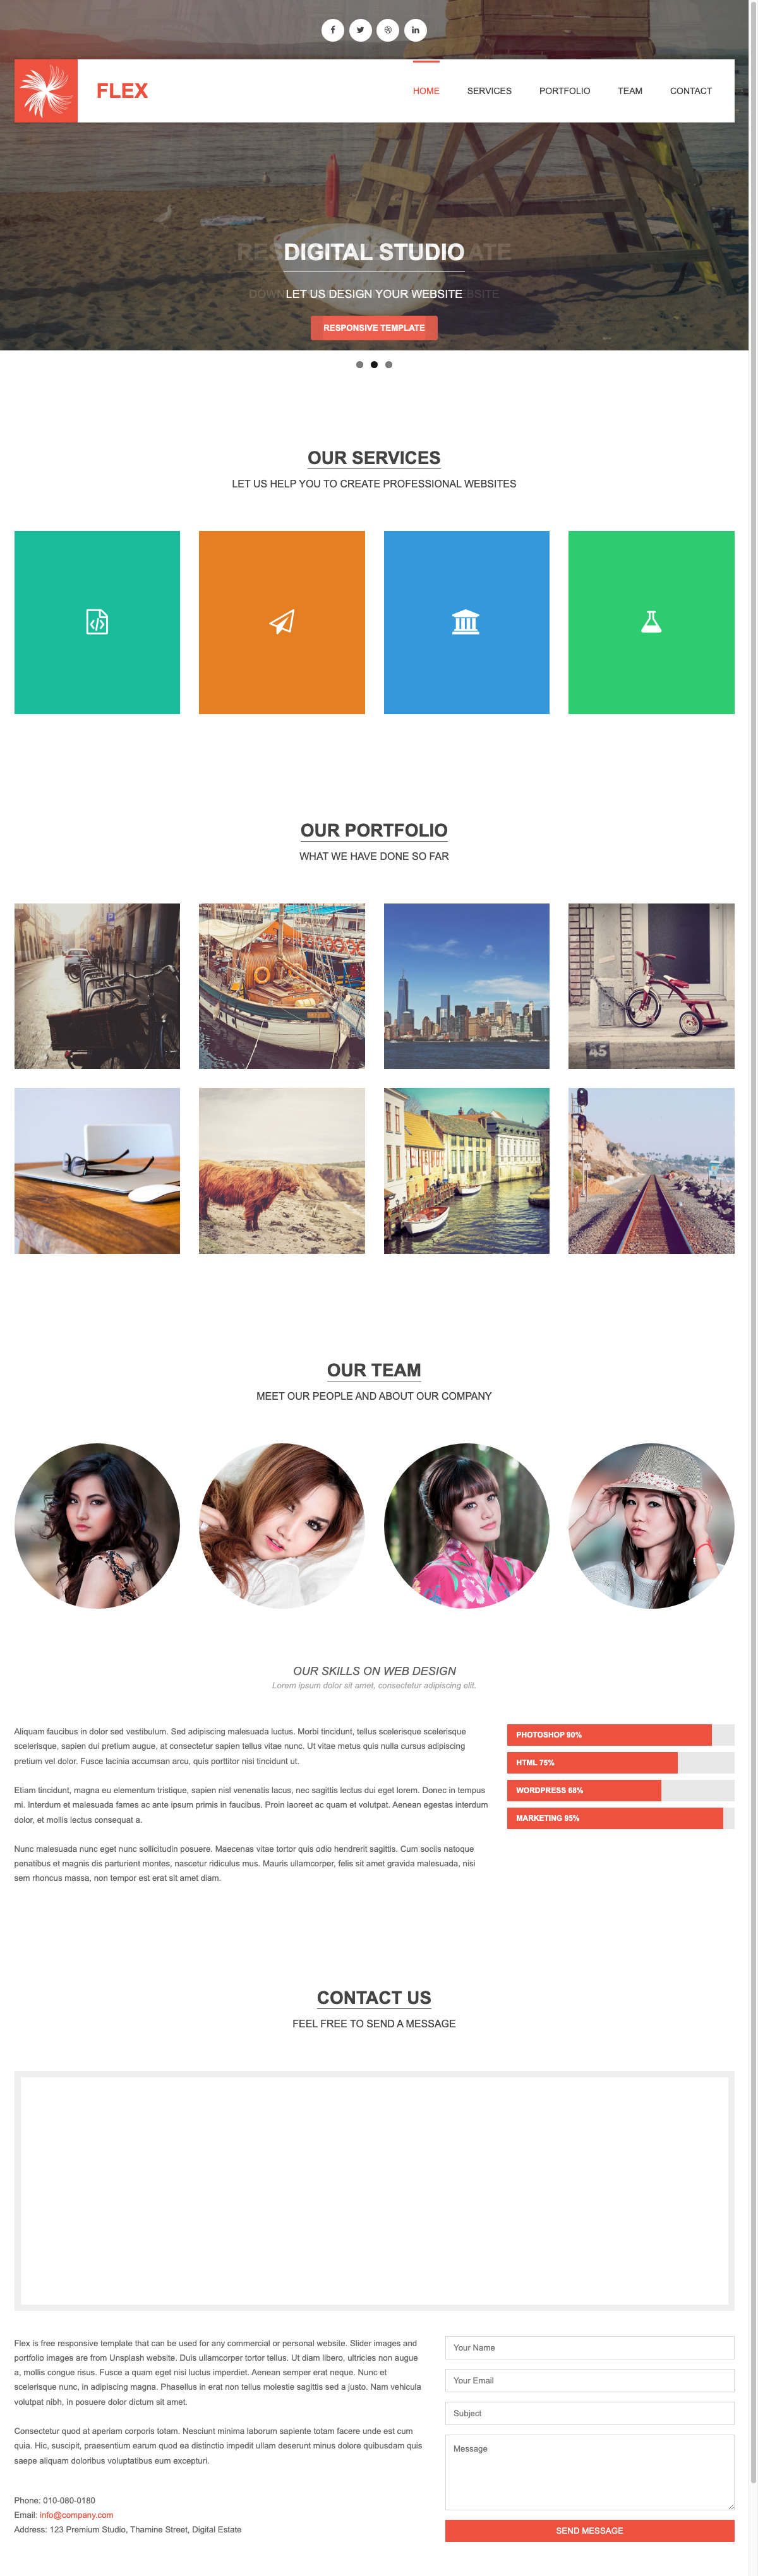 FLEX
HOME
SERVICES
PORTFOLIO
TEAM
CONTACT
DIGITAL STUDIO
LET US DESIGN YOUR WEBSITE
RESPONSIVE TEMPLATE
OUR SERVICES
LET US HELP YOU TO CREATE PROFESSIONAL WEBSITES
OUR PORTFOLIO
WHAT WE HAVE DONE SO FAR
45
OUR TEAM
MEET OUR PEOPLE AND ABOUT OUR COMPANY
OUR SKILLS ON WEB DESIGN
Lorem ipsum dolor sit amet, consectetur adipiscing elit.
Aliquam faucibus in dolor sed vestibulum. Sed adipiscing malesuada luctus. Morbi tincidunt, tellus scelerisque scelerisque
scelerisque, sapien dui pretium augue, at consectetur sapien tellus vitae nunc. Ut vitae metus quis nulla cursus adipiscing
pretium vel dolor. Fusce lacinia accumsan arcu, quis porttitor nisi tincidunt ut.
Etiam tincidunt, magna eu elementum tristique, sapien nisl venenatis lacus, nec sagittis lectus dui eget lorem. Donec in tempus
mi. Interdum et malesuada fames ac ante ipsum primis in faucibus. Proin laoreet ac quam et volutpat. Aenean egestas interdum
dolor, et mollis lectus consequat a.
Nunc malesuada nunc eget nunc sollicitudin posuere. Maecenas vitae tortor quis odio hendrerit sagittis. Cum sociis natoque
penatibus et magnis dis parturient montes, nascetur ridiculus mus. Mauris ullamcorper, felis sit amet gravida malesuada, nisi
sem rhoncus massa, non tempor est erat sit amet diam.
PHOTOSHOP 90%
HTML 75%
WORDPRESS 68%
MARKETING 95%
CONTACT US
FEEL FREE TO SEND A MESSAGE
Flex is free responsive template that can be used for any commercial or personal website. Slider images and
portfolio images are from Unsplash website. Duis ullamcorper tortor tellus. Ut diam libero, ultricies non augue
a, mollis congue risus. Fusce a quam eget nisi luctus imperdiet. Aenean semper erat neque. Nunc et
scelerisque nunc, in adipiscing magna. Phasellus in erat non tellus molestie sagittis sed a justo. Nam vehicula
volutpat nibh, in posuere dolor dictum sit amet.
Consectetur quod at aperiam corporis totam. Nesciunt minima laborum sapiente totam facere unde est cum
quia. Hic, suscipit, praesentium earum quod ea distinctio impedit ullam deserunt minus dolore quibusdam quis
saepe aliquam doloribus voluptatibus eum excepturi.
Phone: 010-080-0180
Email: info@company.com
Address: 123 Premium Studio, Thamine Street, Digital Estate
Your Name
Your Email
Subject
Message
SEND MESSAGE